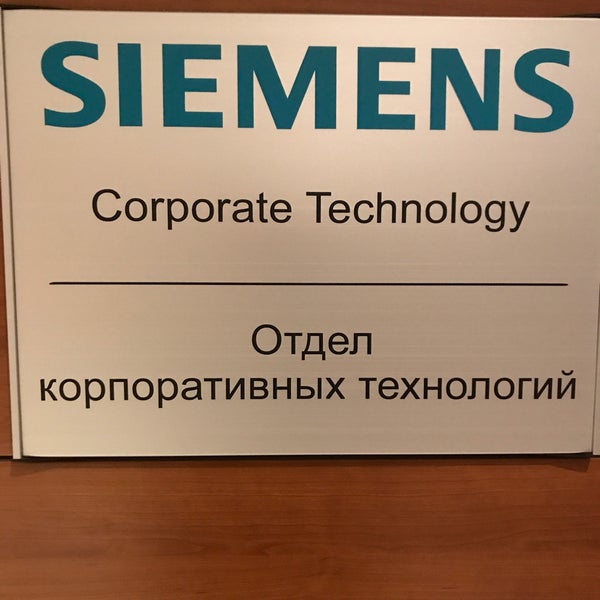 SIEMENS
Corporate Technology
Отдел
корпоративных технологий